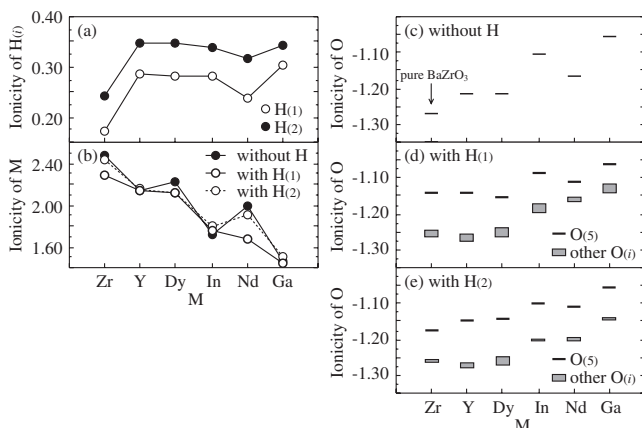 (a)
Ionicity of H(i)
0.40
0.30
0.20
H(1)
H(2)
(b)
Ionicity of M
2.40
2.00
1.60
without H
with H(1)
with H(2)
Zr Y Dy In Nd Ga
M
(c) without H
Ionicity of O
-1.10
-1.20
-1.30
pure BaZrO3
(d) with H(1)
Ionicity of O
-1.10
-1.20
-1.30
O(5)
other O(i)
(e) with H(2)
Ionicity of O
-1.10
-1.20
-1.30
O(5)
other O(i)
Zr Y Dy In Nd Ga
M